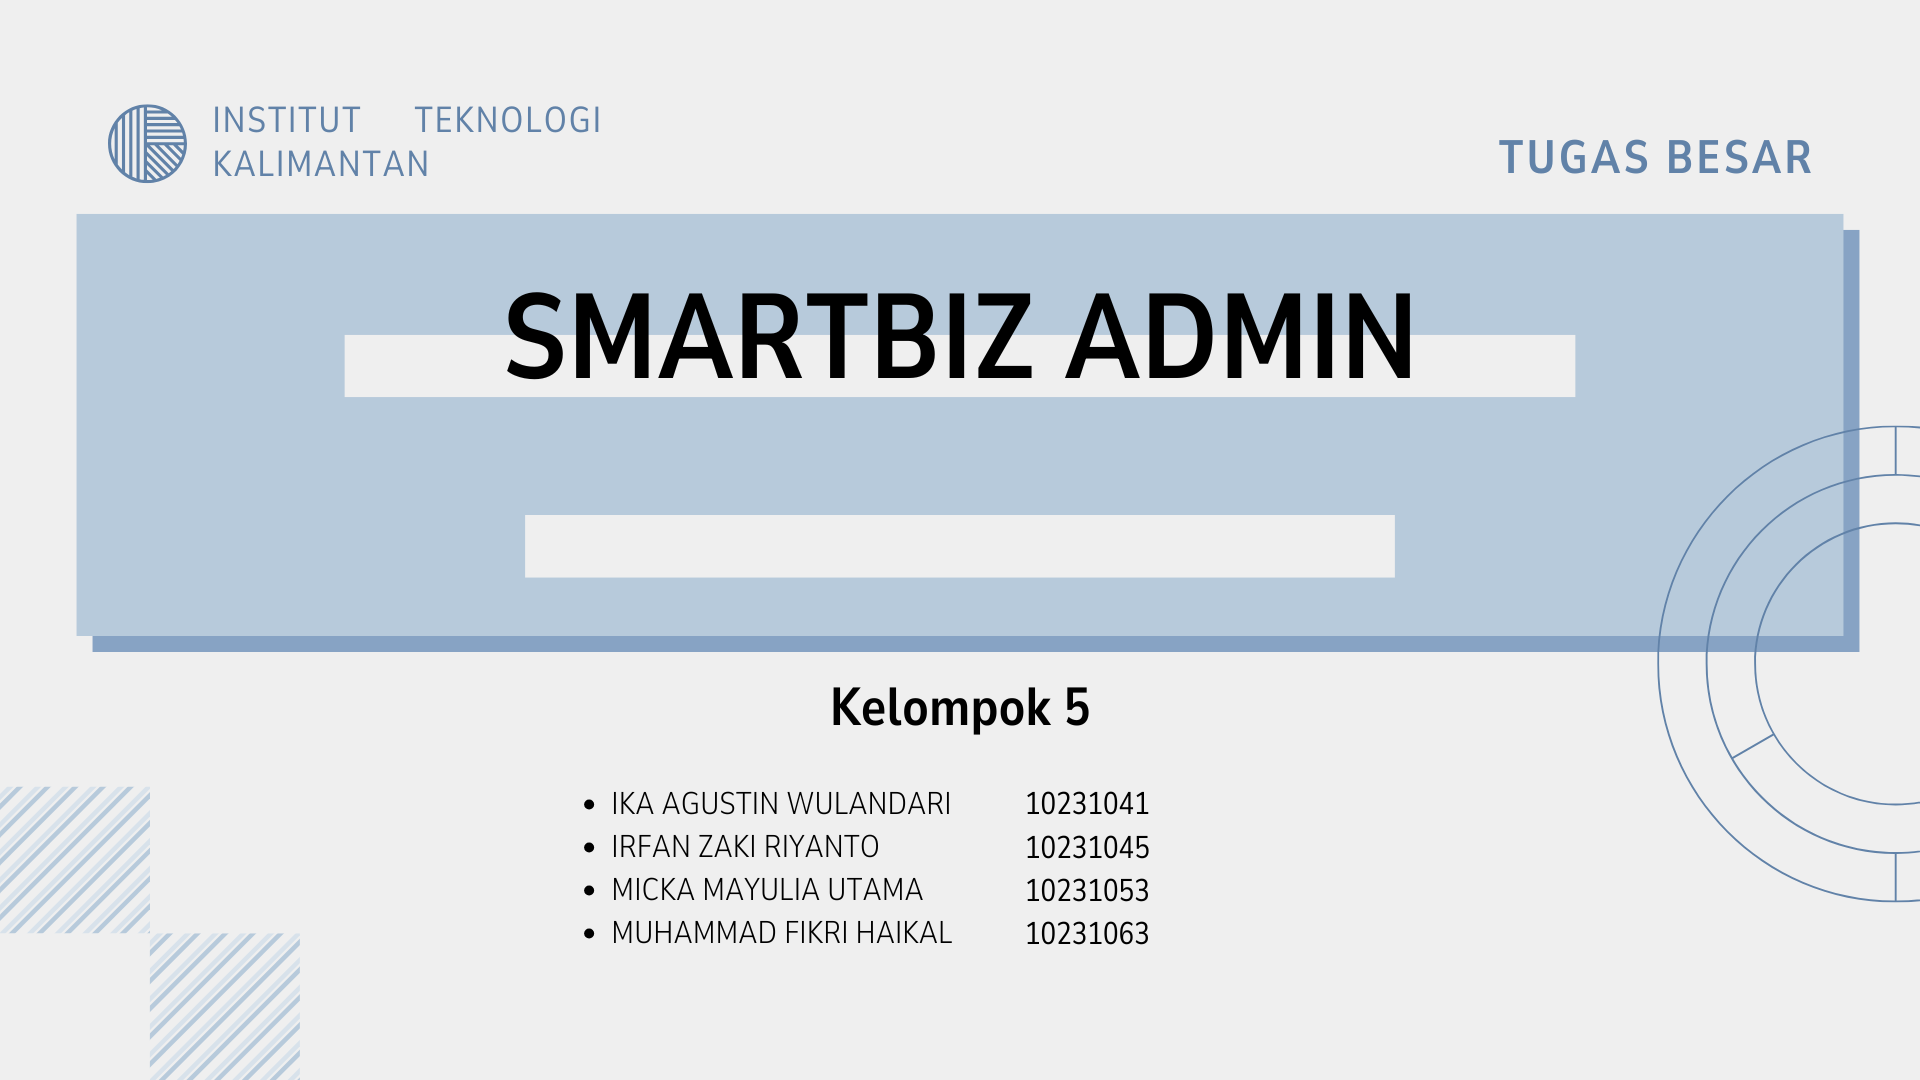 INSTITUT TEKNOLOGI
KALIMANTAN
TUGAS BESAR
SMARTBIZ ADMIN
Kelompok 5
• IKA AGUSTIN WULANDARI 10231041
• IRFAN ZAKI RIYANTO 10231045
• MICKA MAYULIA UTAMA 10231053
• MUHAMMAD FIKRI HAIKAL 10231063